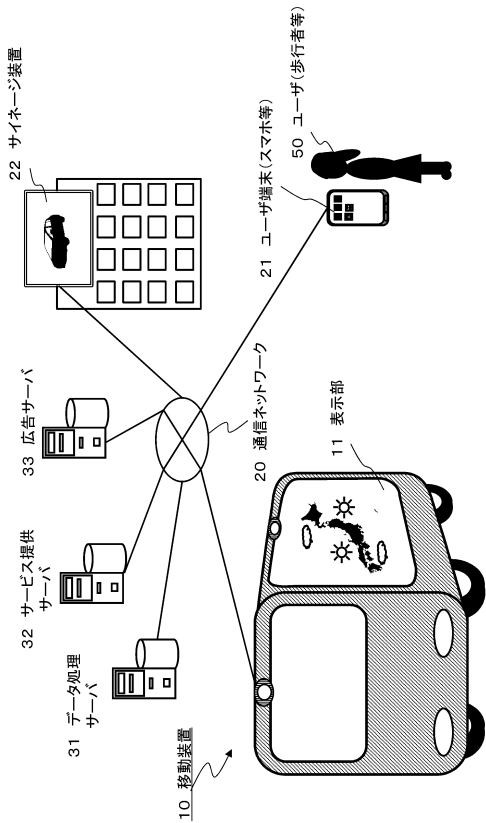 31 データ処理
サーバ
32 サービス提供
サーバ
33 広告サーバ
22 サイネージ装置
10 移動装置
20 通信ネットワーク
21 ユーザ端末(スマホ等)
50 ユーザ(歩行者等)
11 表示部